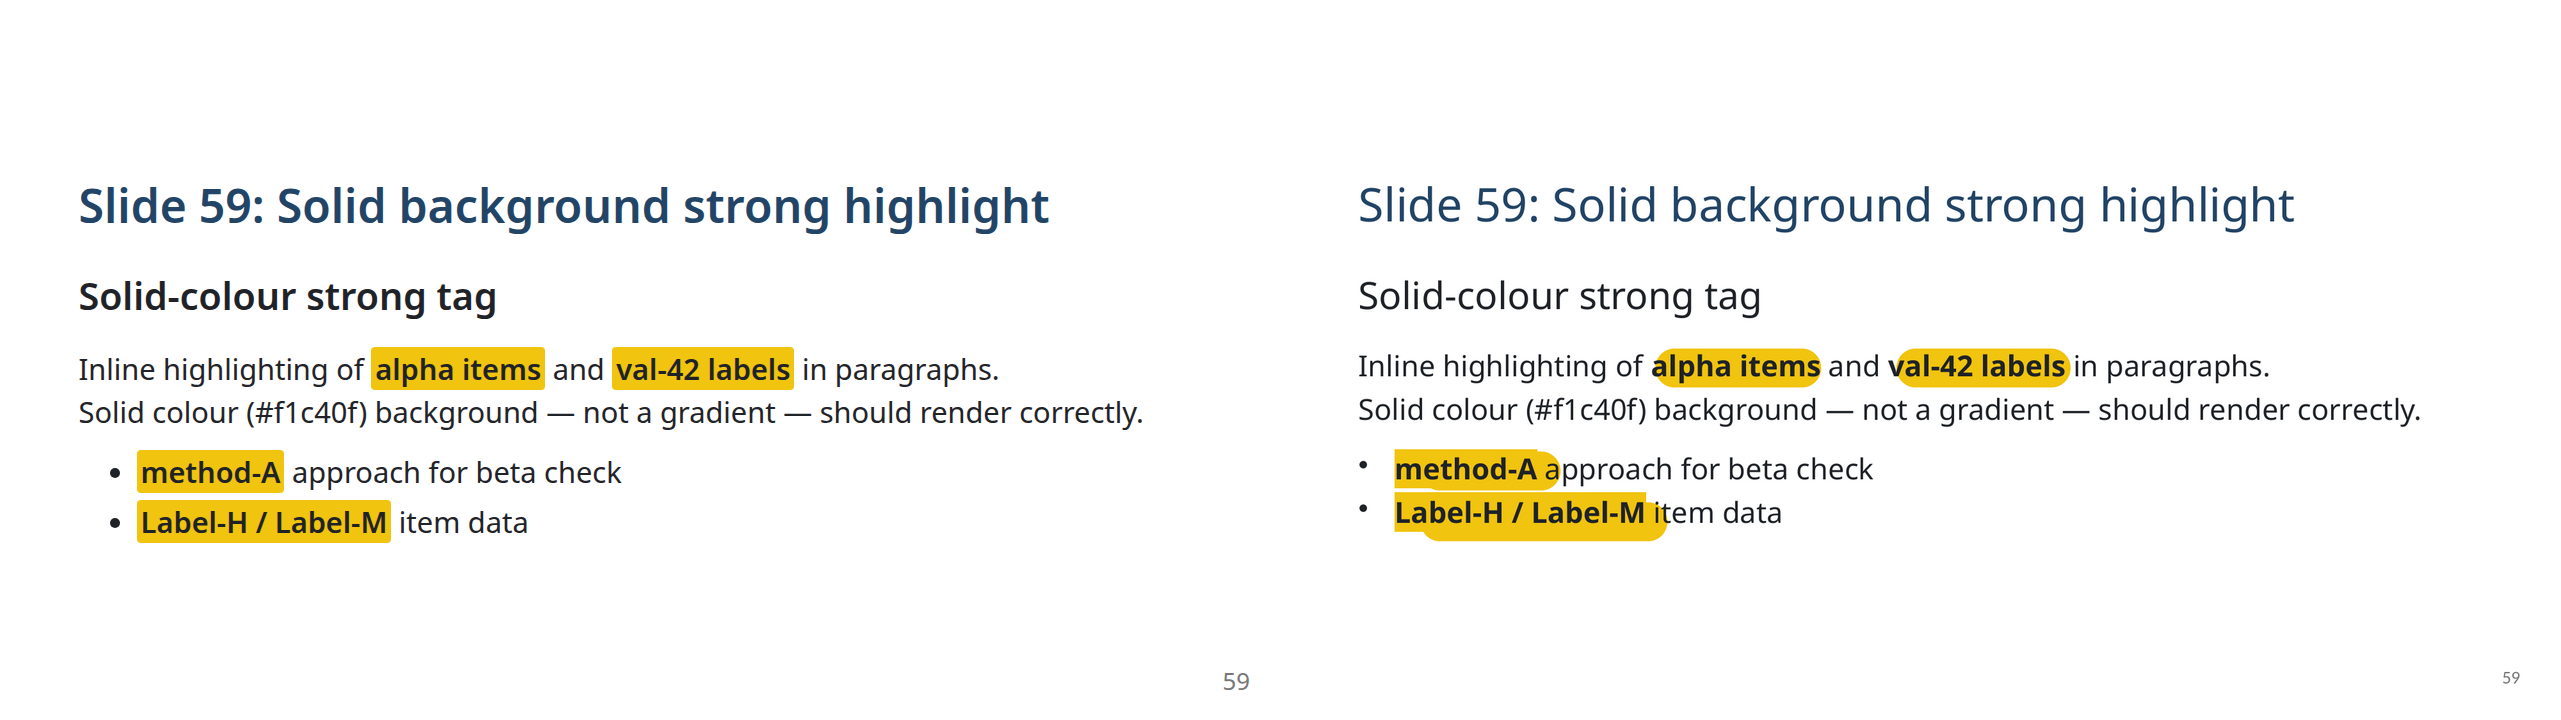 Slide 59: Solid background strong highlight
Solid-colour strong tag
Inline highlighting of alpha items and val-42 labels in paragraphs.
Solid colour (#f1c40f) background — not a gradient — should render correctly.
• method-A approach for beta check
• Label-H / Label-M item data
59
Slide 59: Solid background strong highlight
Solid-colour strong tag
Inline highlighting of alpha items and val-42 labels in paragraphs.
Solid colour (#f1c40f) background — not a gradient — should render correctly.
• method-A approach for beta check
• Label-H / Label-M item data
59